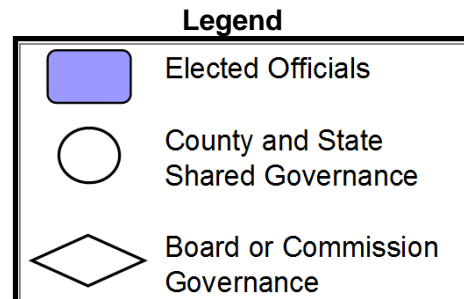 Legend
Elected Officials
County and State
Shared Governance
Board or Commission
Governance